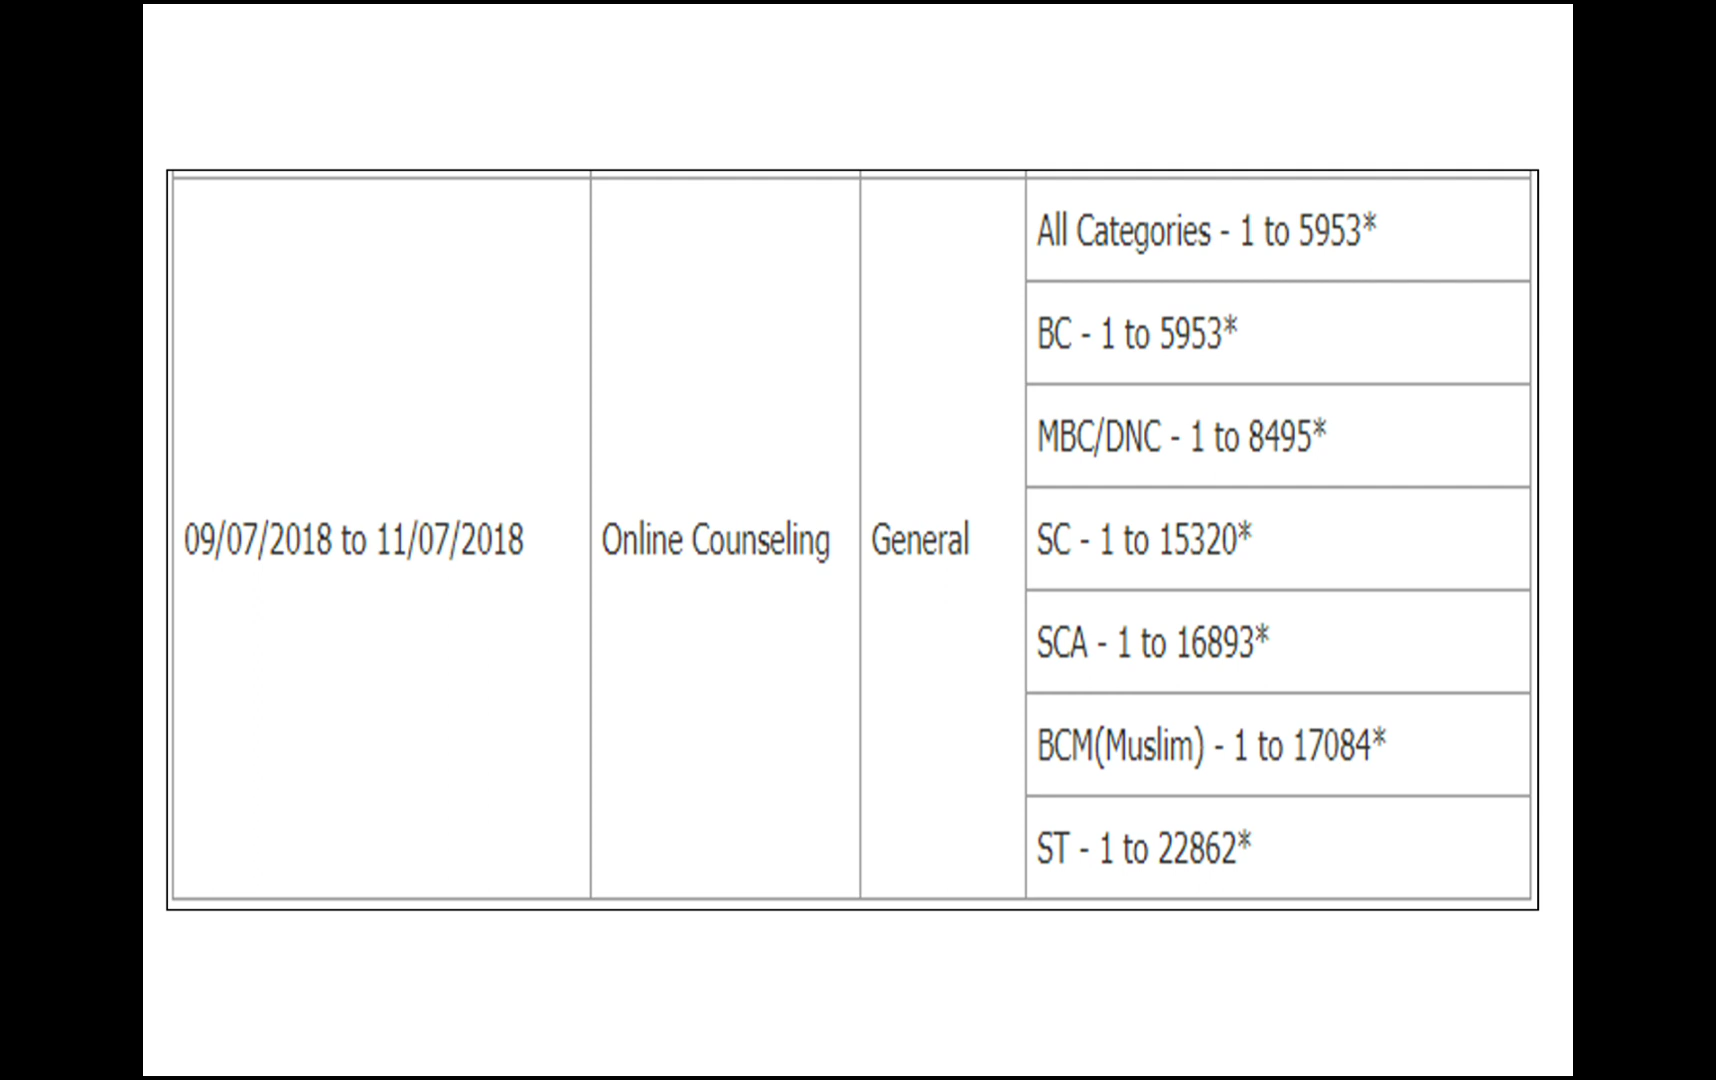 All Categories - 1 to 5953*
BC - 1 to 5953*
MBC/DNC - 1 to 8495*
09/07/2018 to 11/07/2018 Online Counseling General SC - 1 to 15320*
SCA - 1 to 16893*
BCM(Muslim) - 1 to 17084*
ST - 1 to 22862*